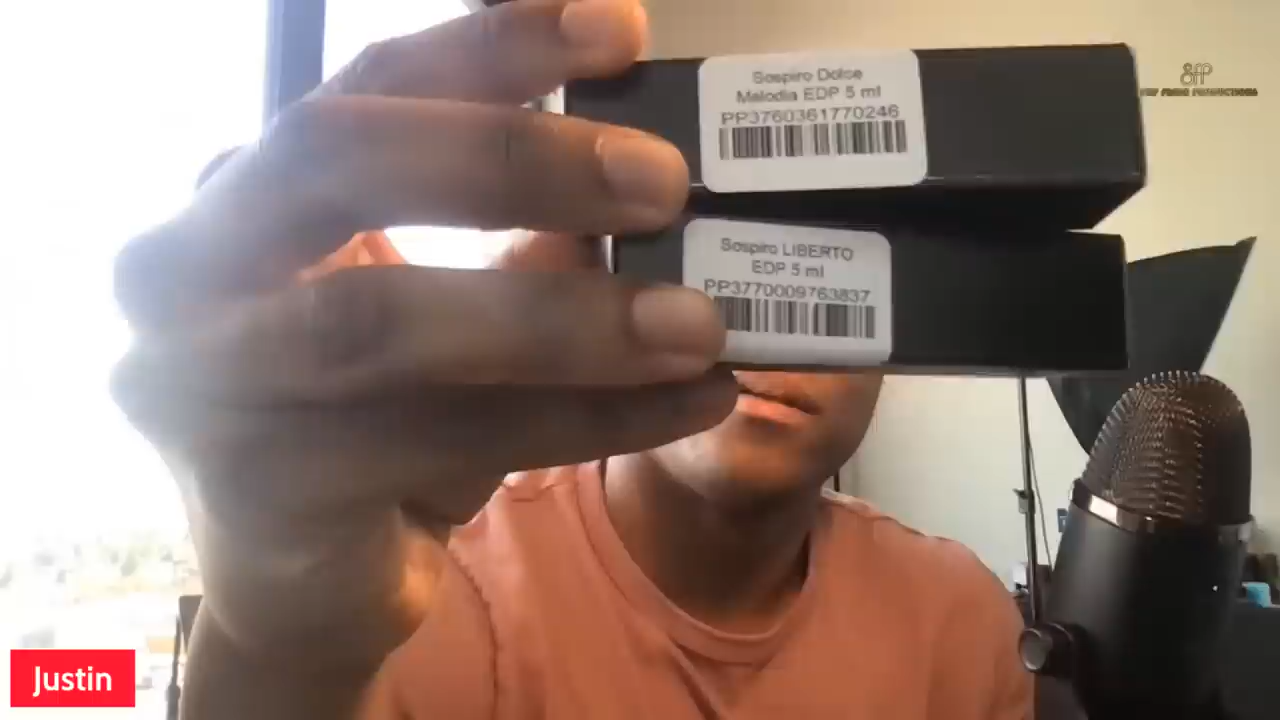 Sospiro Dolce
Melodia EDP 5 ml
PP3760361770246
Sospiro LIBERTO
EDP 5 ml
PP3770009763837
Justin